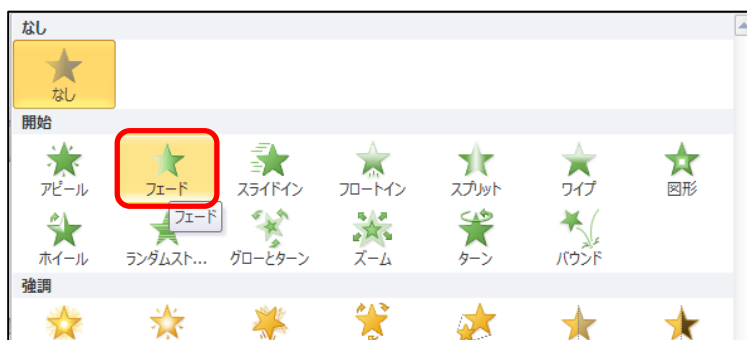 なし
なし
開始
アピール フェード スライドイン フロートイン スプリット ワイプ 図形
フェード
ホイール ランダムスト... グローとターン ズーム ターン バウンド
強調